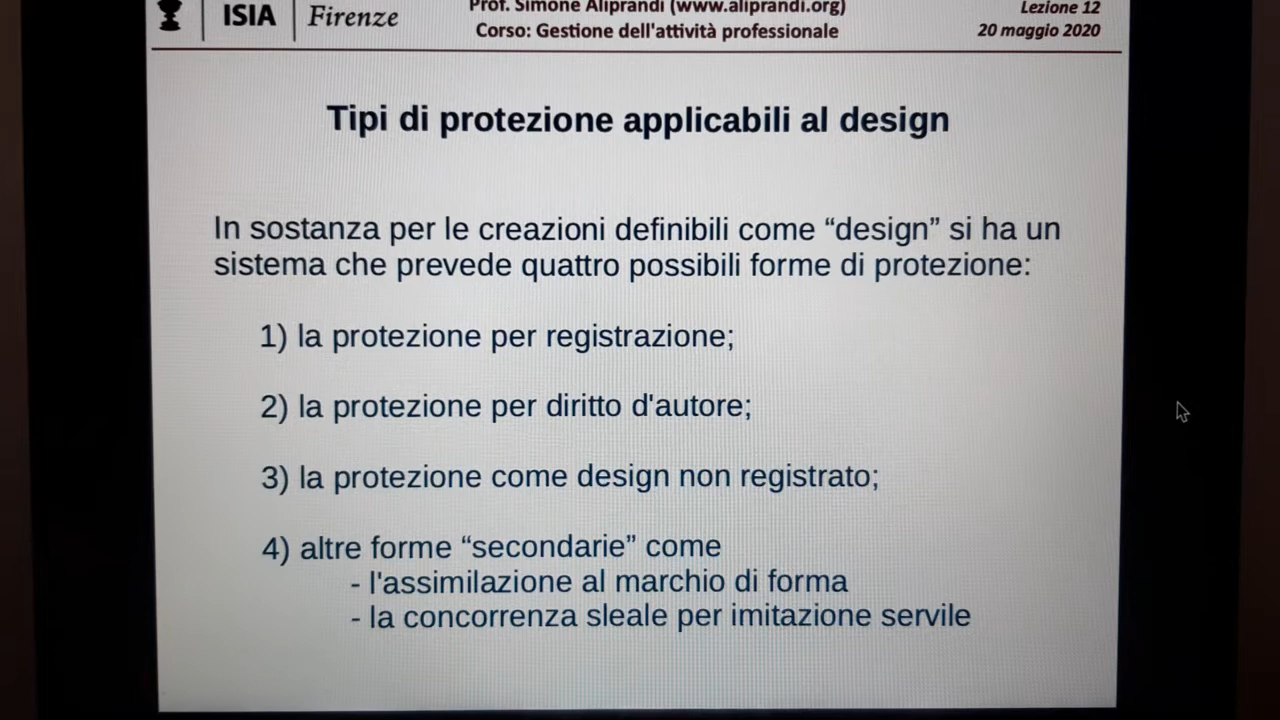 ISIA Firenze
Prof. Simone Aliprandi (www.aliprandi.org)
Corso: Gestione dell'attività professionale
Lezione 12
20 maggio 2020
Tipi di protezione applicabili al design
In sostanza per le creazioni definibili come “design” si ha un
sistema che prevede quattro possibili forme di protezione:
1) la protezione per registrazione;
2) la protezione per diritto d'autore;
3) la protezione come design non registrato;
4) altre forme “secondarie” come
- l'assimilazione al marchio di forma
- la concorrenza sleale per imitazione servile